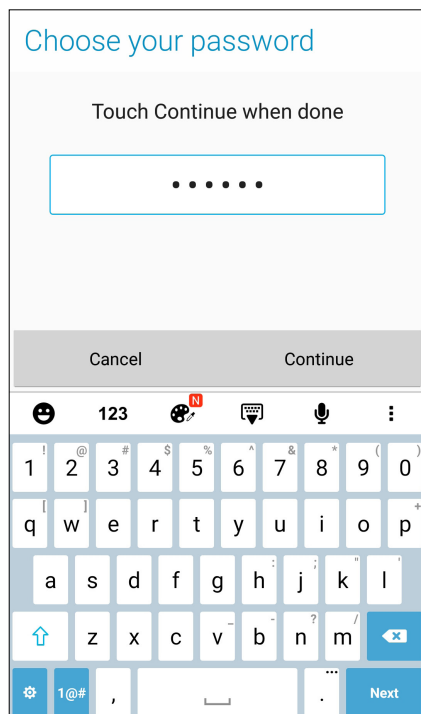 Choose your password
Touch Continue when done
••••••
Cancel Continue
123 N
! @ # $ % ^ & * ( )
1 2 3 4 5 6 7 8 9 0
[ ] +
q w e r t y u i o p
: ; " '
a s d f g h j k l
_ - ? /
z x c v b n m
1@# , . ••• Next